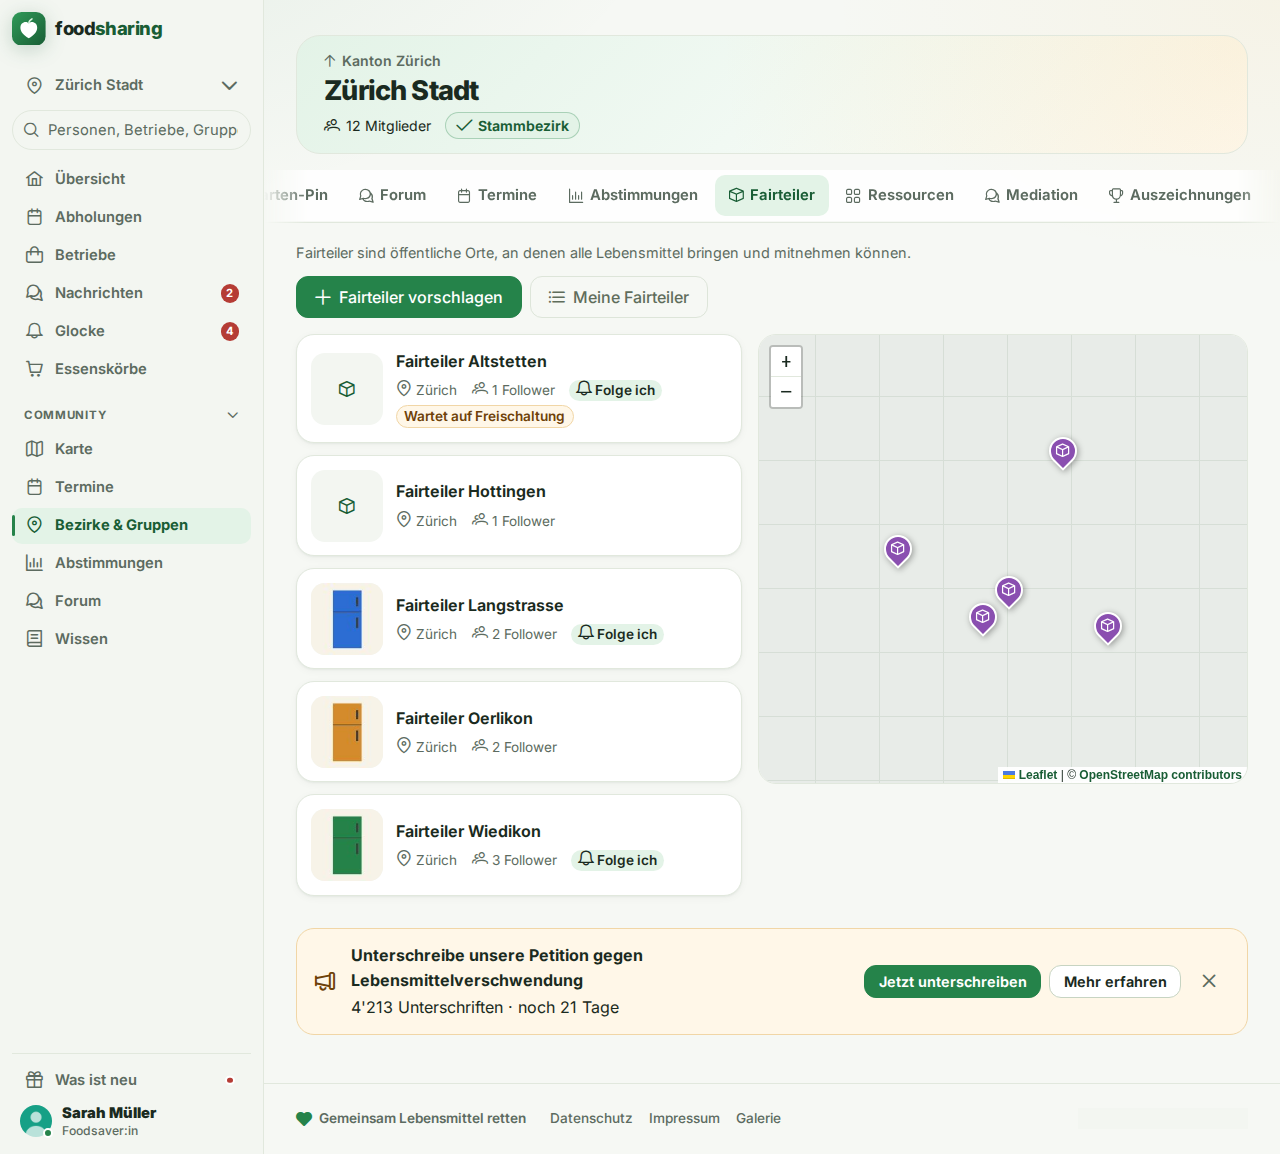 foodsharing
Zürich Stadt
Personen, Betriebe, Grupp
Übersicht
Abholungen
Betriebe
Nachrichten 2
Glocke 4
Essenskörbe
COMMUNITY
Karte
Termine
Bezirke & Gruppen
Abstimmungen
Forum
Wissen
Was ist neu
Sarah Müller
Foodsaver:in
Kanton Zürich
Zürich Stadt
12 Mitglieder Stammbezirk
rten-Pin Forum Termine Abstimmungen Fairteiler Ressourcen Mediation Auszeichnungen
Fairteiler sind öffentliche Orte, an denen alle Lebensmittel bringen und mitnehmen können.
Fairteiler vorschlagen Meine Fairteiler
Fairteiler Altstetten
Zürich 1 Follower Folge ich
Wartet auf Freischaltung
Fairteiler Hottingen
Zürich 1 Follower
Fairteiler Langstrasse
Zürich 2 Follower Folge ich
Fairteiler Oerlikon
Zürich 2 Follower
Fairteiler Wiedikon
Zürich 3 Follower Folge ich
+
−
Leaflet | © OpenStreetMap contributors
Unterschreibe unsere Petition gegen
Lebensmittelverschwendung
4'213 Unterschriften · noch 21 Tage
Jetzt unterschreiben Mehr erfahren
Gemeinsam Lebensmittel retten Datenschutz Impressum Galerie